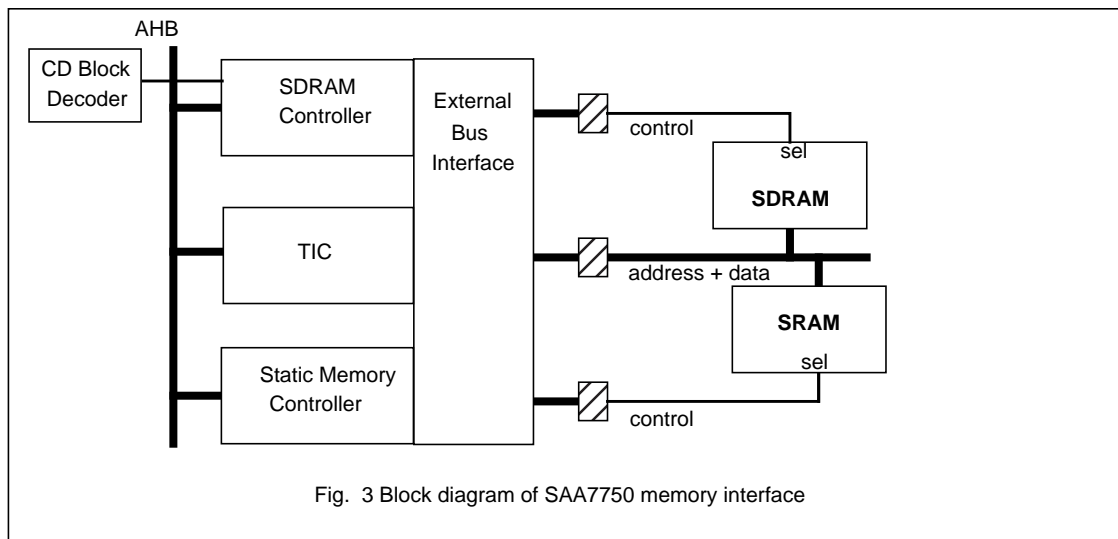 AHB
CD Block
Decoder
SDRAM
Controller
External
Bus
Interface
control
sel
SDRAM
TIC
address + data
SRAM
sel
Static Memory
Controller
control
Fig. 3 Block diagram of SAA7750 memory interface